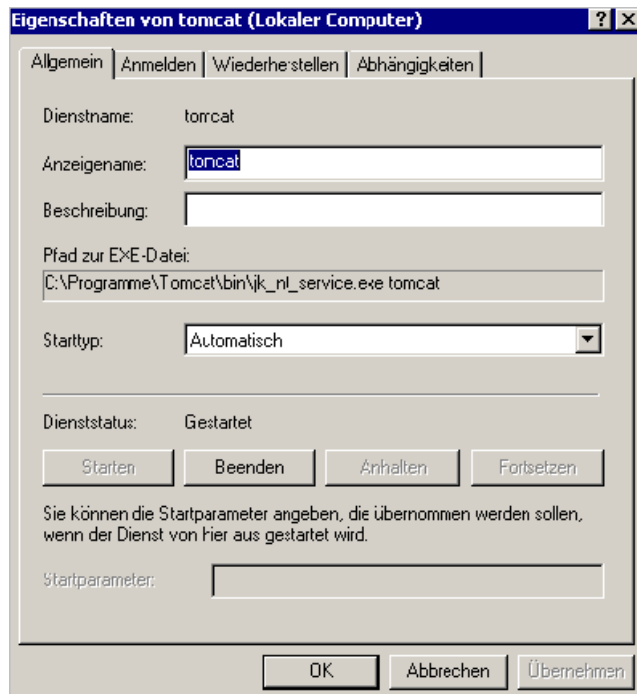 Eigenschaften von tomcat (Lokaler Computer)
Allgemein Anmelden Wiederherstellen Abhängigkeiten
Dienstname: tomcat
Anzeigename: tomcat
Beschreibung:
Pfad zur EXE-Datei:
C:\Programme\Tomcat\bin\jk_nt_service.exe tomcat
Starttyp: Automatisch
Dienststatus: Gestartet
Starten Beenden Anhalten Fortsetzen
Sie können die Startparameter angeben, die übernommen werden sollen,
wenn der Dienst von hier aus gestartet wird.
Startparameter:
OK Abbrechen Übernehmen